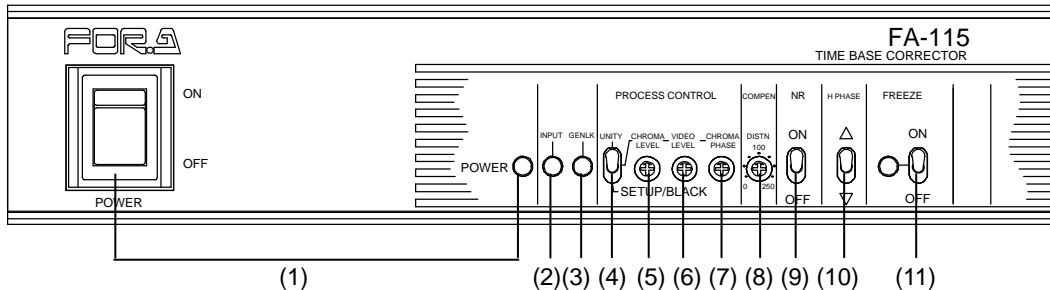 FOR.A
FA-115
TIME BASE CORRECTOR
ON
OFF
POWER
PROCESS CONTROL
COMPEN
NR
H PHASE
FREEZE
INPUT
GENLK
UNITY
CHROMA LEVEL
VIDEO LEVEL
CHROMA PHASE
DISTN
100
0
250
ON
△
ON
POWER
SETUP/BLACK
OFF
▽
OFF
(1)
(2)
(3)
(4)
(5)
(6)
(7)
(8)
(9)
(10)
(11)